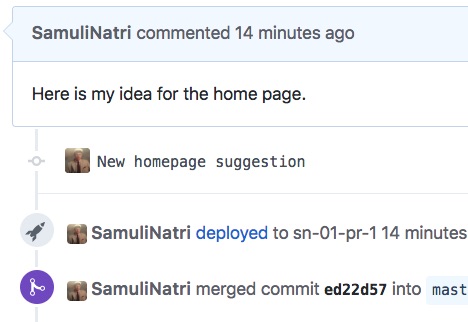 SamuliNatri commented 14 minutes ago
Here is my idea for the home page.
New homepage suggestion
SamuliNatri deployed to sn-01-pr-1 14 minutes
SamuliNatri merged commit ed22d57 into mast